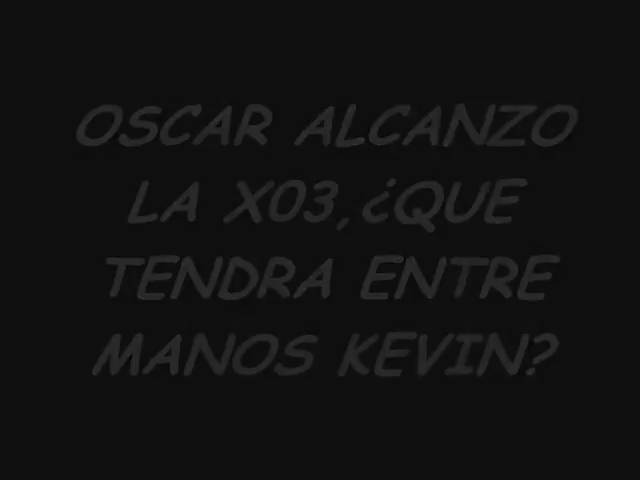 OSCAR ALCANZO
LA X03,¿QUE
TENDRA ENTRE
MANOS KEVIN?